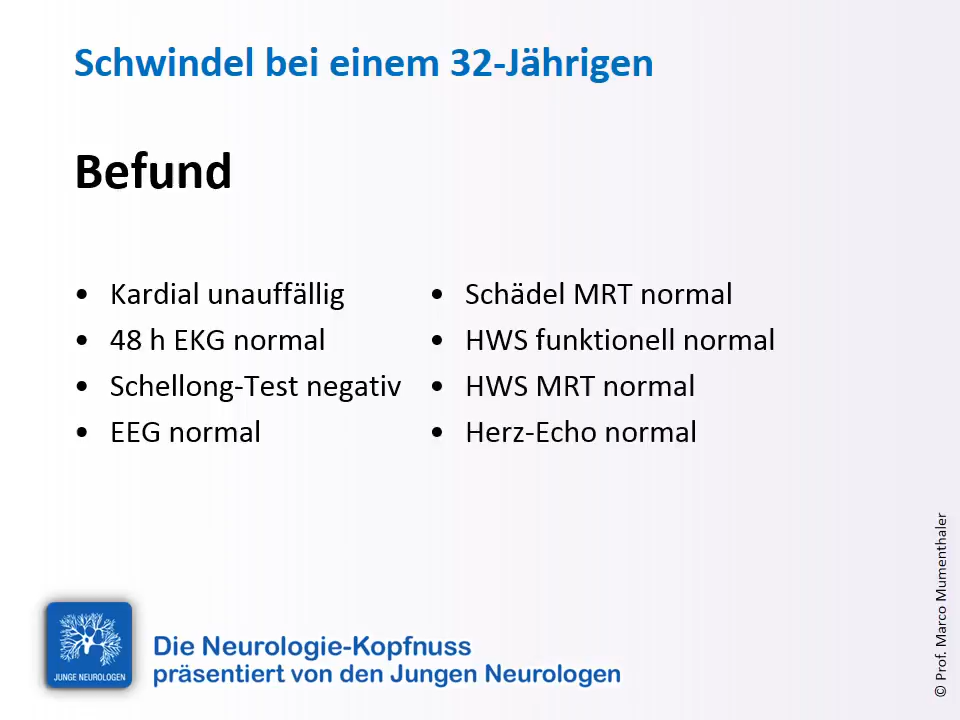 Schwindel bei einem 32-Jährigen
Befund
• Kardial unauffällig
• 48 h EKG normal
• Schellong-Test negativ
• EEG normal
• Schädel MRT normal
• HWS funktionell normal
• HWS MRT normal
• Herz-Echo normal
© Prof. Marco Mumenthaler
JUNGE NEUROLOGEN
Die Neurologie-Kopfnuss
präsentiert von den Jungen Neurologen